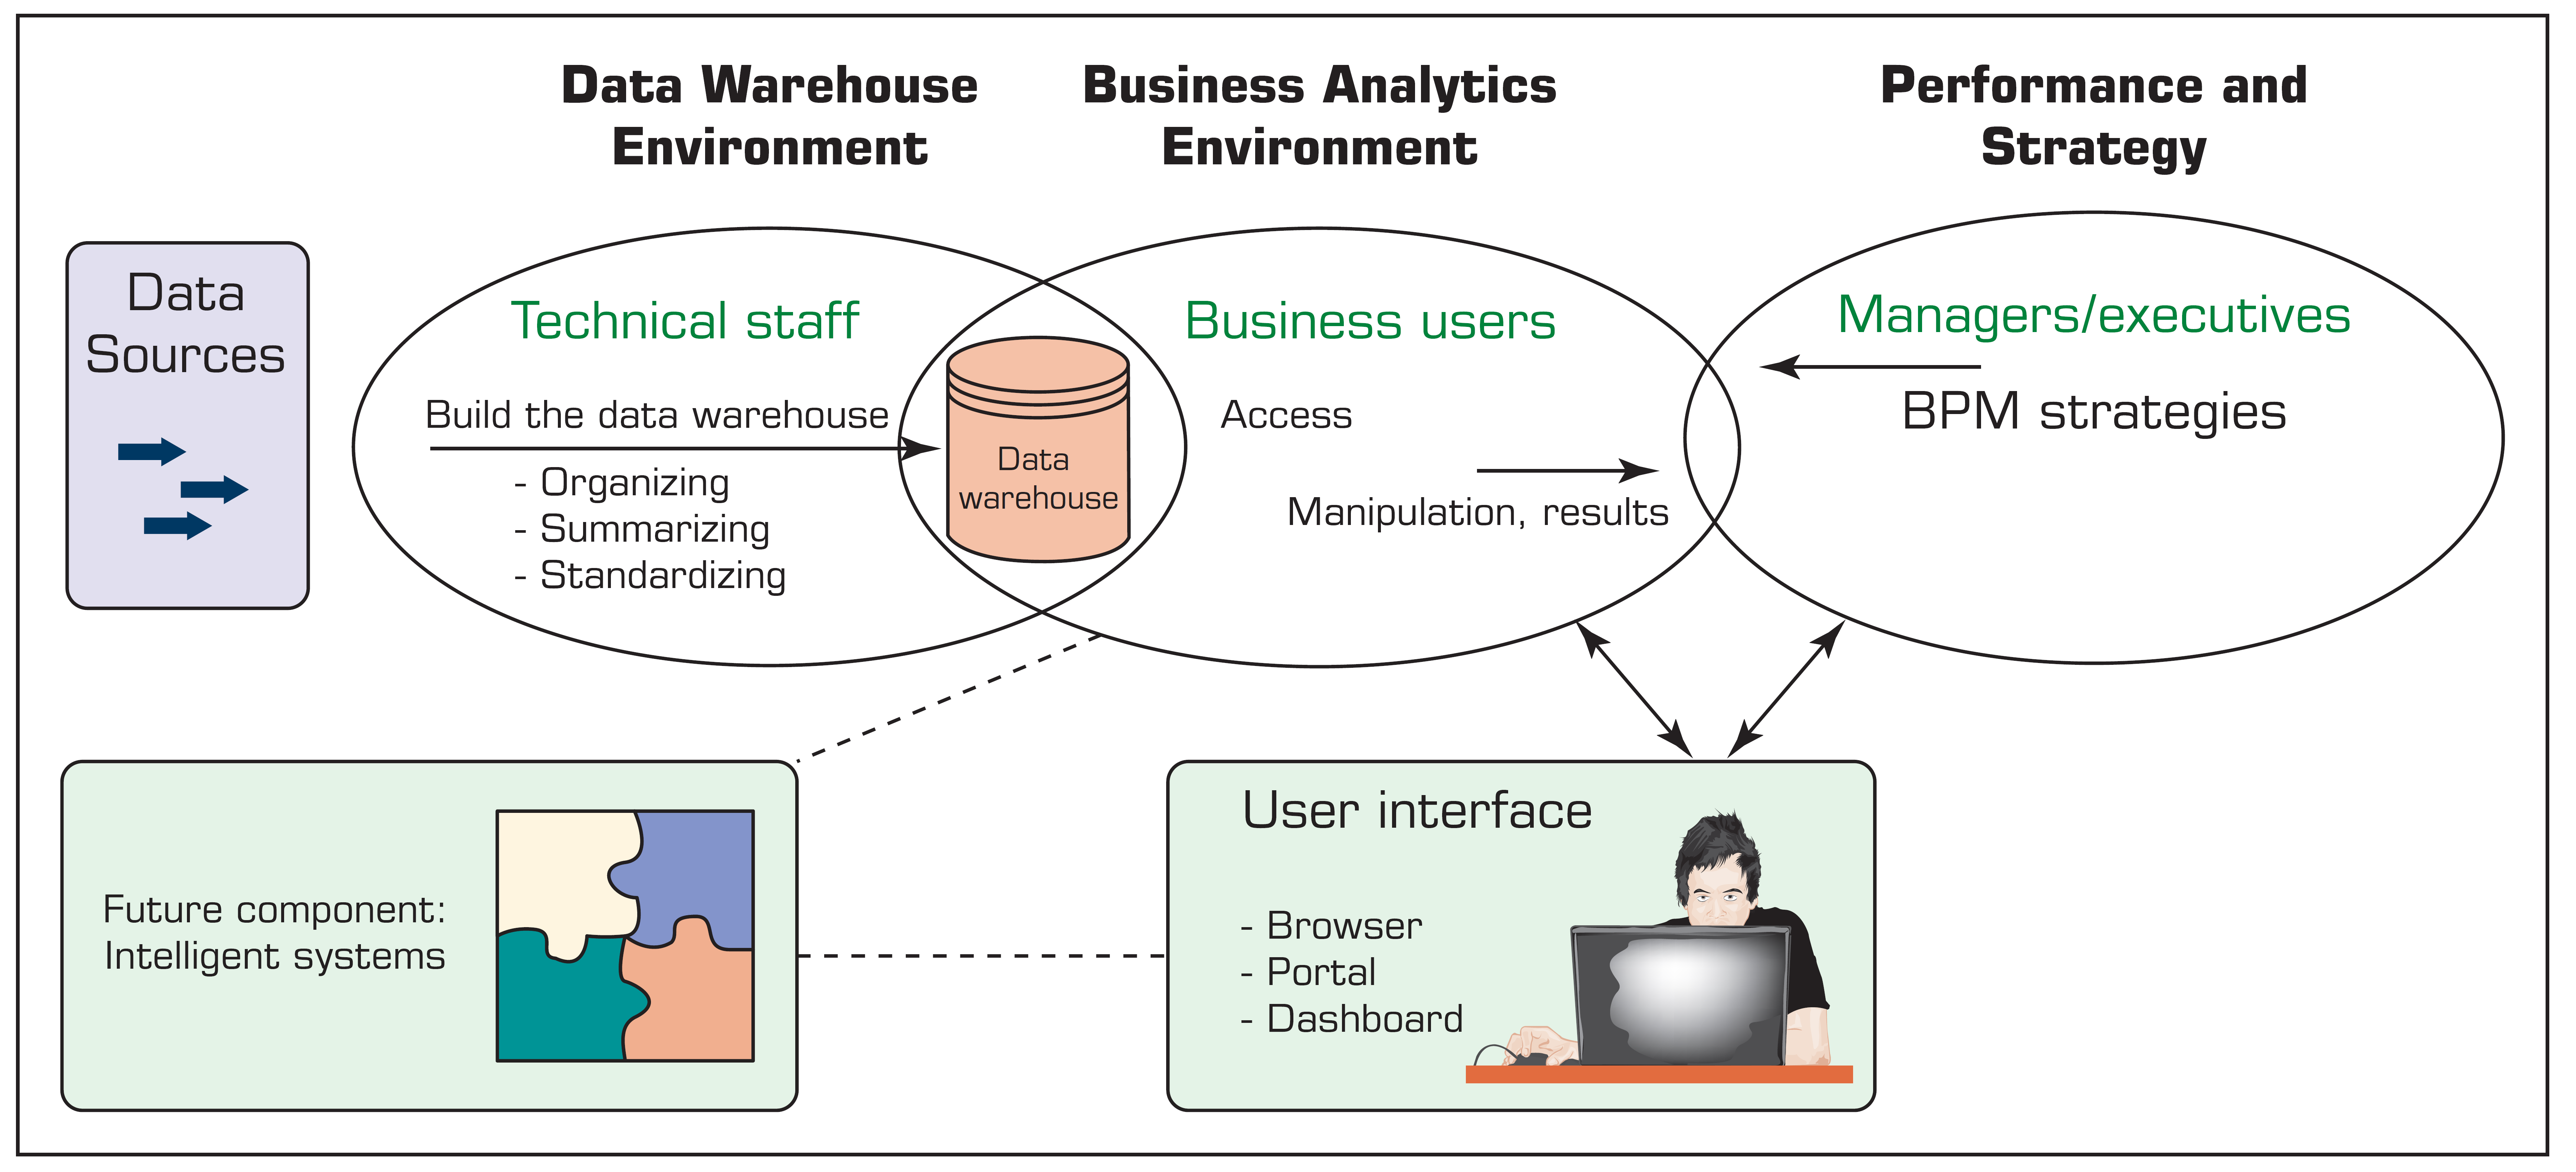 Data Warehouse
Environment
Business Analytics
Environment
Performance and
Strategy
Data
Sources
Technical staff
Build the data warehouse
- Organizing
- Summarizing
- Standardizing
Data
warehouse
Business users
Access
Manipulation, results
Managers/executives
BPM strategies
Future component:
Intelligent systems
User interface
- Browser
- Portal
- Dashboard